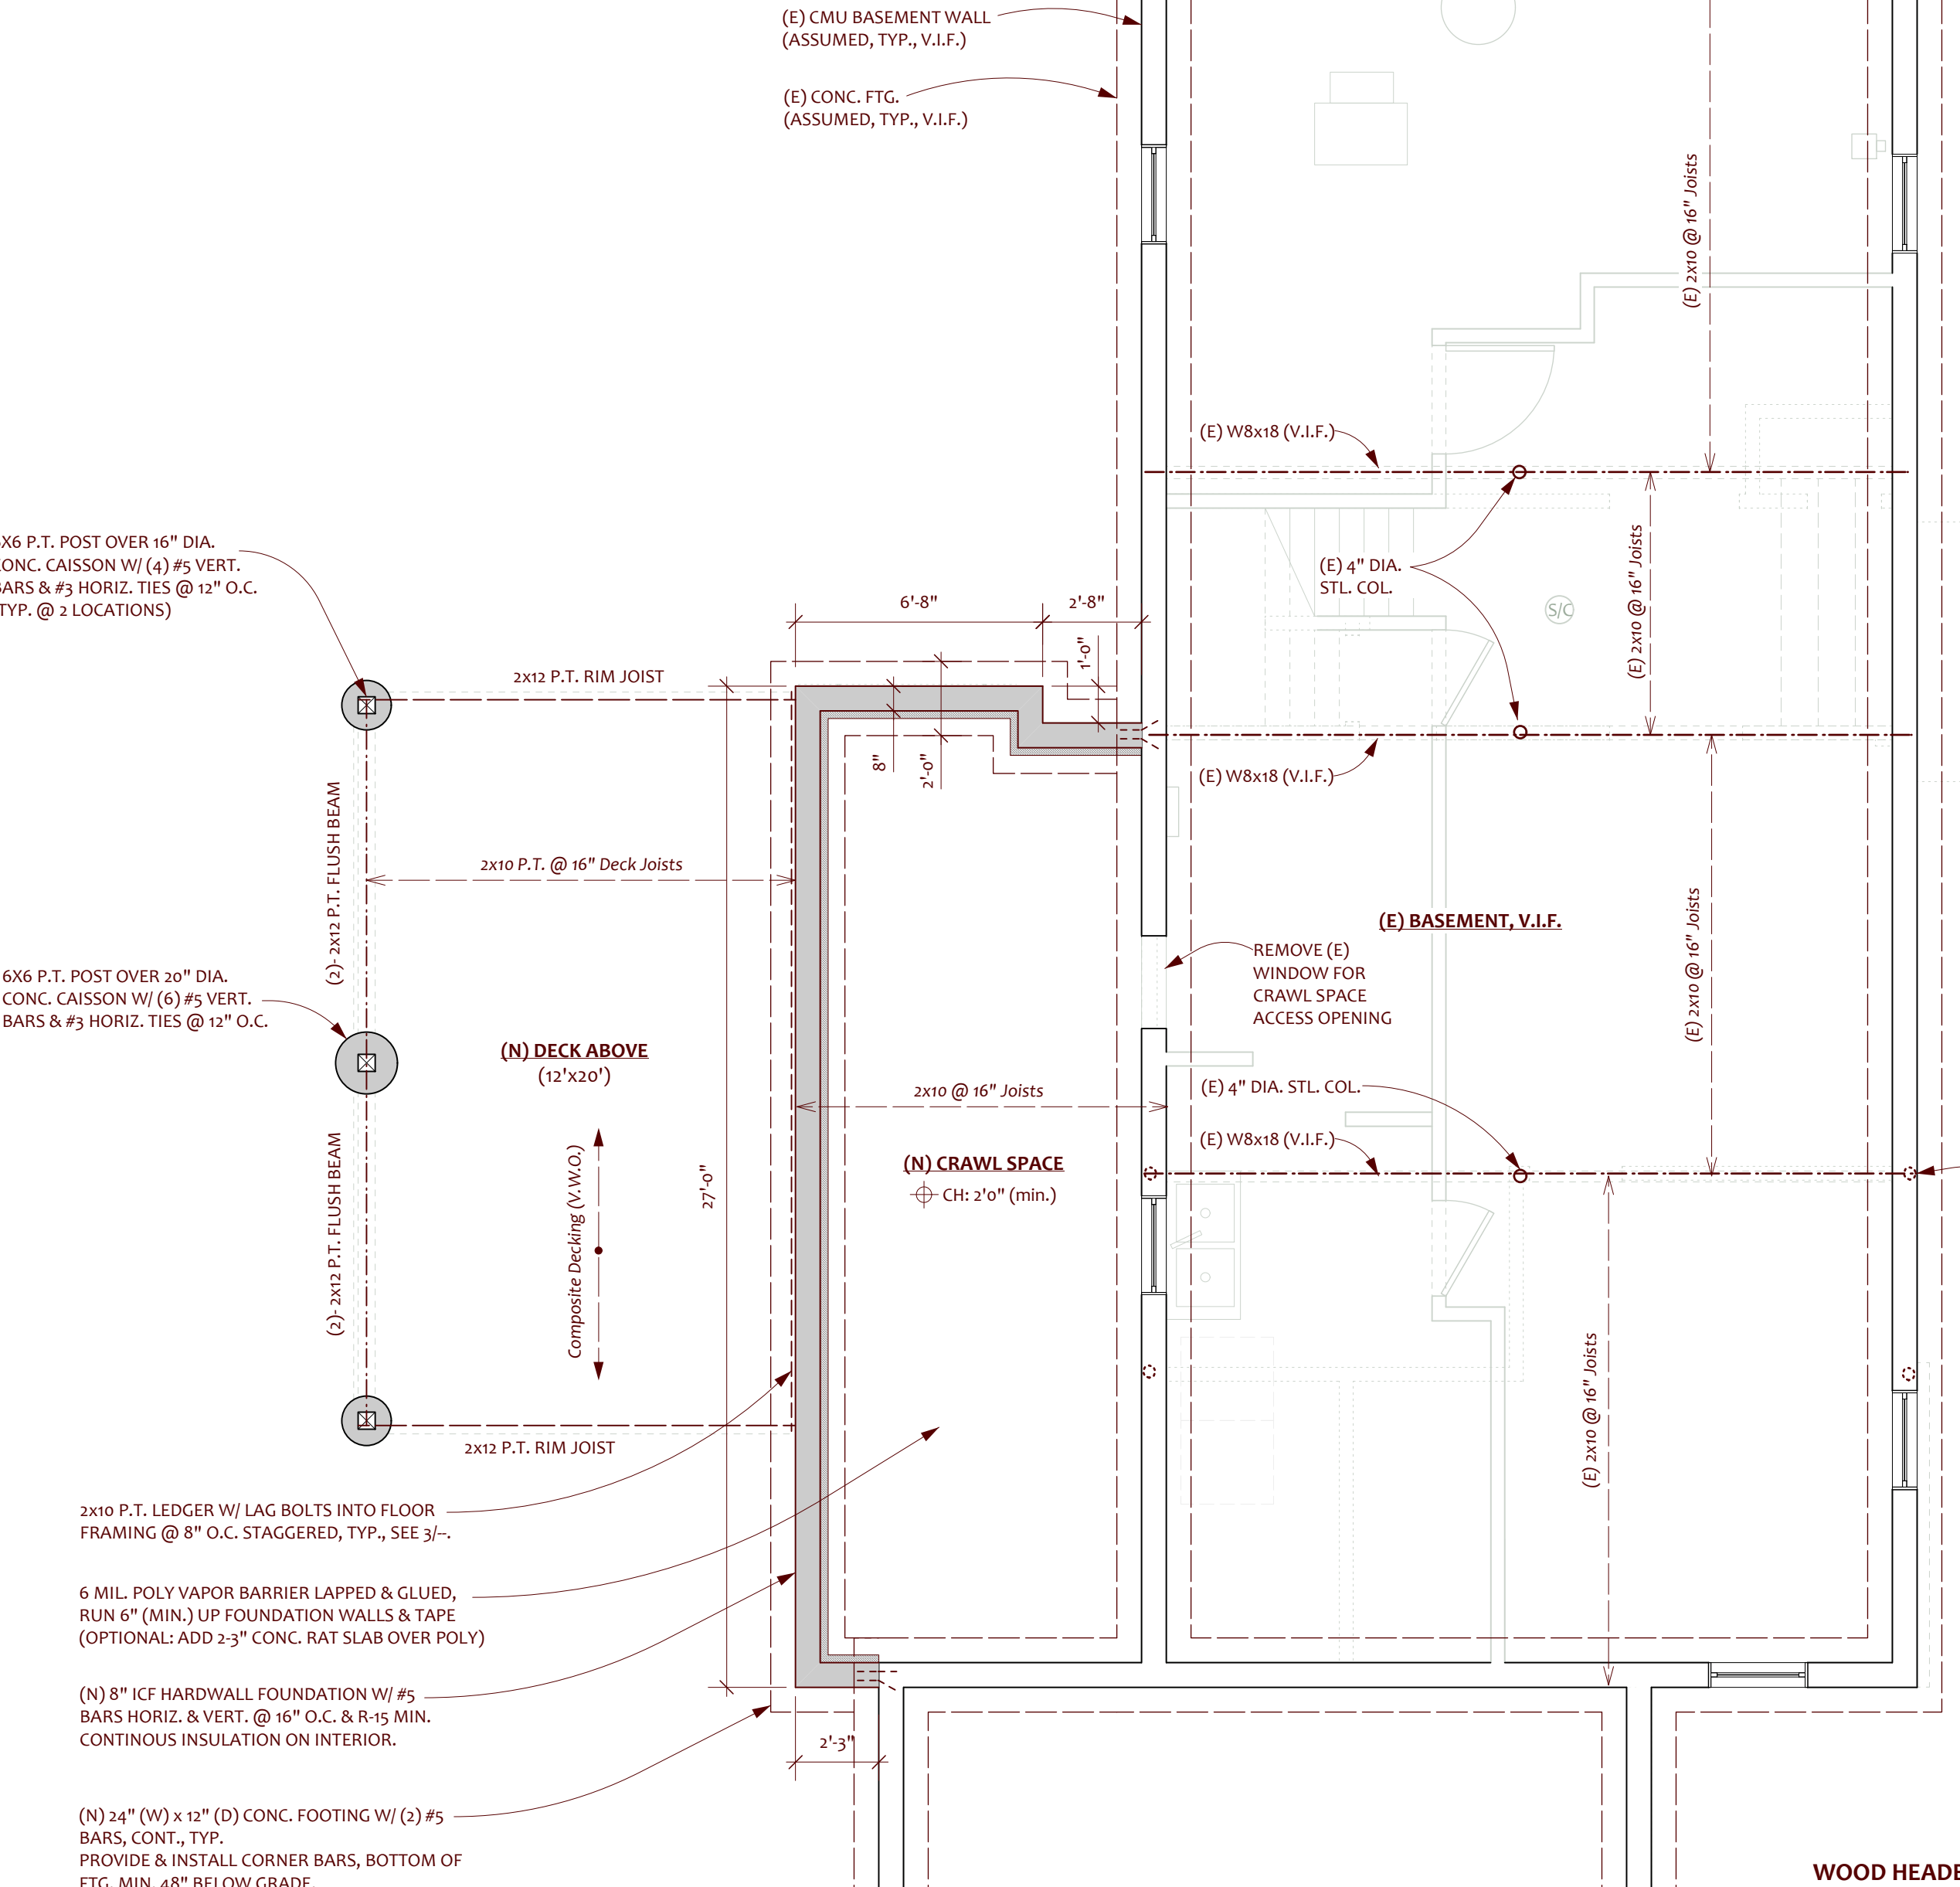 (E) CMU BASEMENT WALL
(ASSUMED, TYP., V.I.F.)
(E) CONC. FTG.
(ASSUMED, TYP., V.I.F.)
(E) 2x10 @ 16" Joists
(E) W8x18 (V.I.F.)
(E) 4" DIA.
STL. COL.
(E) 2x10 @ 16" Joists
S/C
X6 P.T. POST OVER 16" DIA.
ONC. CAISSON W/ (4) #5 VERT.
ARS & #3 HORIZ. TIES @ 12" O.C.
TYP. @ 2 LOCATIONS)
6'-8"
2'-8"
1'-0"
2x12 P.T. RIM JOIST
8"
2'-0"
(E) W8x18 (V.I.F.)
(2)- 2x12 P.T. FLUSH BEAM
2x10 P.T. @ 16" Deck Joists
(E) BASEMENT, V.I.F.
(E) 2x10 @ 16" Joists
REMOVE (E)
WINDOW FOR
CRAWL SPACE
ACCESS OPENING
6X6 P.T. POST OVER 20" DIA.
CONC. CAISSON W/ (6) #5 VERT.
BARS & #3 HORIZ. TIES @ 12" O.C.
(N) DECK ABOVE
(12'x20')
2x10 @ 16" Joists
(E) 4" DIA. STL. COL.
(E) W8x18 (V.I.F.)
(N) CRAWL SPACE
CH: 2'0" (min.)
27'-0"
(2)- 2x12 P.T. FLUSH BEAM
Composite Decking (V.W.O.)
(E) 2x10 @ 16" Joists
2x12 P.T. RIM JOIST
2x10 P.T. LEDGER W/ LAG BOLTS INTO FLOOR
FRAMING @ 8" O.C. STAGGERED, TYP., SEE 3/--.
6 MIL. POLY VAPOR BARRIER LAPPED & GLUED,
RUN 6" (MIN.) UP FOUNDATION WALLS & TAPE
(OPTIONAL: ADD 2-3" CONC. RAT SLAB OVER POLY)
(N) 8" ICF HARDWALL FOUNDATION W/ #5
BARS HORIZ. & VERT. @ 16" O.C. & R-15 MIN.
CONTINOUS INSULATION ON INTERIOR.
2'-3"
(N) 24" (W) x 12" (D) CONC. FOOTING W/ (2) #5
BARS, CONT., TYP.
PROVIDE & INSTALL CORNER BARS, BOTTOM OF
FTG. MIN. 48" BELOW GRADE.
WOOD HEADE